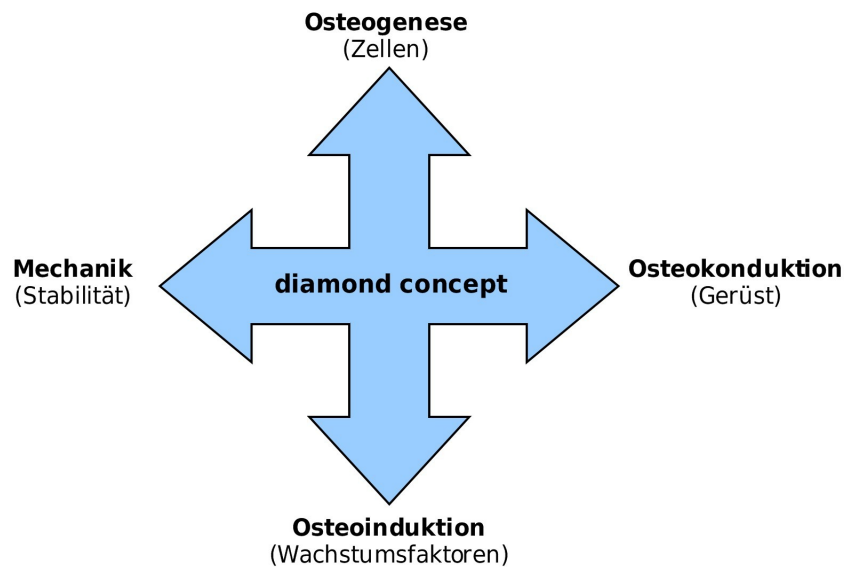 Osteogenese
(Zellen)
Mechanik
(Stabilität)
diamond concept
Osteokonduktion
(Gerüst)
Osteoinduktion
(Wachstumsfaktoren)